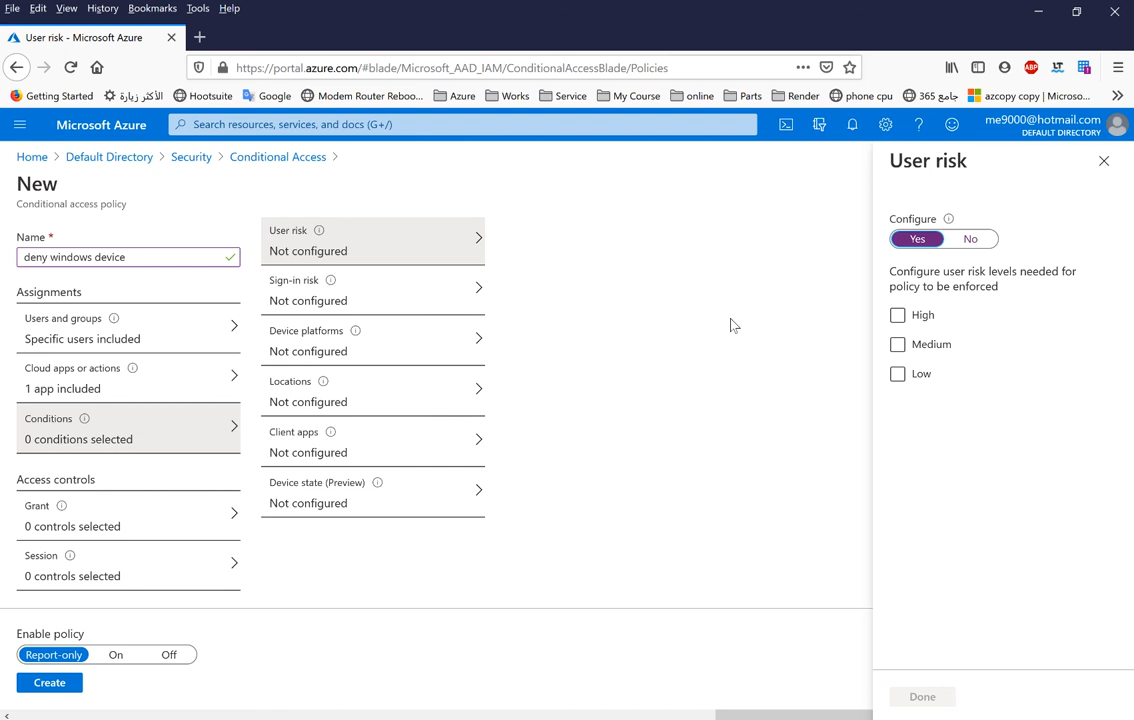 File Edit View History Bookmarks Tools Help
User risk - Microsoft Azure
https://portal.azure.com/#blade/Microsoft_AAD_IAM/ConditionalAccessBlade/Policies
Getting Started الأكثر زيارة Hootsuite Google Modem Router Reboo... Azure Works Service My Course online Parts Render phone cpu 365 جامع azcopy copy | Microso...
Microsoft Azure Search resources, services, and docs (G+/) me9000@hotmail.com
DEFAULT DIRECTORY
Home > Default Directory > Security > Conditional Access >
New
Conditional access policy
Name *
deny windows device
Assignments
Users and groups
Specific users included
Cloud apps or actions
1 app included
Conditions
0 conditions selected
Access controls
Grant
0 controls selected
Session
0 controls selected
Enable policy
Report-only On Off
Create
User risk
Not configured
Sign-in risk
Not configured
Device platforms
Not configured
Locations
Not configured
Client apps
Not configured
Device state (Preview)
Not configured
User risk
Configure
Yes No
Configure user risk levels needed for
policy to be enforced
High
Medium
Low
Done